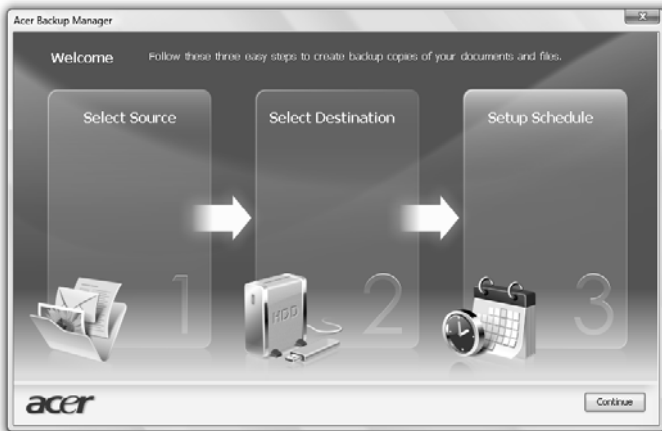 Acer Backup Manager
Welcome Follow these three easy steps to create backup copies of your documents and files.
Select Source Select Destination Setup Schedule
HDD
1 2 3
acer Continue